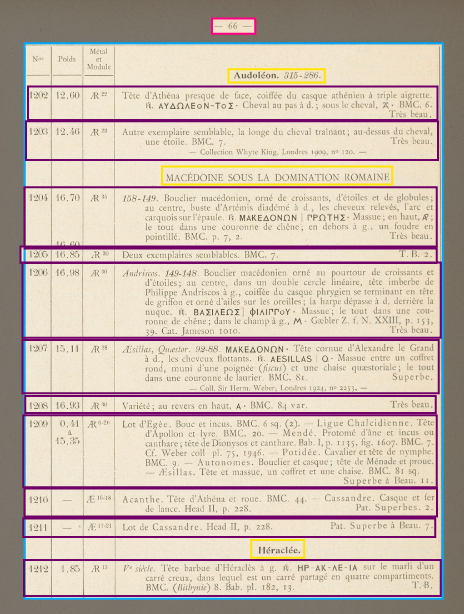 — 66 —
Nos Poids Métal et Module
Audoléon. 315-286.
1202 12,60 Æ 22 Tête d'Athéna presque de face, coiffée du casque athénien à triple aigrette.
℞. ΑΥΔΩΛΕΟΝ-ΤΟΣ · Cheval au pas à d.; sous le cheval, · BMC. 6.
Très beau.
1203 12,46 Æ 23 Autre exemplaire semblable, la longe du cheval traînant; au-dessus du cheval,
une étoile. BMC. 7. Très beau.
— Collection Whyte King, Londres 1909, nº 120. —
MACÉDOINE SOUS LA DOMINATION ROMAINE
1204 16,70 Æ 31 158-149. Bouclier macédonien, orné de croissants, d'étoiles et de globules;
au centre, buste d'Artémis diadémé à d., les cheveux relevés, l'arc et
carquois sur l'épaule. ℞. ΜΑΚΕΔΟΝΩΝ | ΠΡΩΤΗΣ · Massue; en haut,
le tout dans une couronne de chêne; en dehors à g., un foudre en
pointillé. BMC. p. 7, 2. Très beau.
16,60
1205 16,85 Æ 30 Deux exemplaires semblables. BMC. 7. T. B. 2.
1206 16,98 Æ 30 Andriscos. 149-148. Bouclier macédonien orné au pourtour de croissants et
d'étoiles; au centre, dans un double cercle linéaire, tête imberbe de
Philippe Andriscos à g., coiffée du casque phrygien se terminant en tête
de griffon et orné d'ailes sur les oreilles; la harpe dépasse à d. derrière la
nuque. ℞. ΒΑΣΙΛΕΩΣ | ΦΙΛΙΠΠΟΥ · Massue; le tout dans une cou-
ronne de chêne; dans le champ à g., Μ · Gæbler Z. f. N. XXIII, p. 153,
39. Cat. Jameson 1010. Très beau.
1207 15,11 Æ 28 Æsillas, Quæstor. 92-88. ΜΑΚΕΔΟΝΩΝ · Tête cornue d'Alexandre le Grand
à d., les cheveux flottants. ℞. AESILLAS | Q · Massue entre un coffret
rond, muni d'une poignée (fiscus) et une chaise questoriale; le tout
dans une couronne de laurier. BMC. 81. Superbe.
— Coll. Sir Herm. Weber, Londres 1924, nº 2253. —
1208 16,93 Æ 30 Variété; au revers en haut, Α · BMC. 84 var. Très beau.
1209 0,41 à 15,35 Æ 6-26 Lot d'Égée. Bouc et incus. BMC. 6 sq. (2). — Ligue Chalcidienne. Tête
d'Apollon et lyre. BMC. 20. — Mendé. Protomé d'âne et incus ou
canthare; tête de Dionysos et canthare. Bab. I, p. 1135, fig. 1607. BMC. 7.
Cf. Weber coll. pl. 75, 1946. — Potidée. Cavalier et tête de nymphe.
BMC. 9. — Autonomes. Bouclier et casque; tête de Ménade et proue.
— Æsillas. Tête et massue, un coffret et une chaise. BMC. 81 sq.
Superbe à Beau. 11.
1210 — Æ 16-18 Acanthe. Tête d'Athéna et roue. BMC. 44. — Cassandre. Casque et fer
de lance. Head II, p. 228. Pat. Superbes. 2.
1211 — Æ 17-21 Lot de Cassandre. Head II, p. 228. Pat. Superbe à Beau. 7.
Héraclée.
1212 1,85 Æ 13 Ve siècle. Tête barbue d'Héraclès à g. ℞. ΗΡ·ΑΚ·ΛΕ·ΙΑ sur le marli d'un
carré creux, dans lequel est un carré partagé en quatre compartiments.
BMC. (Bithynie) 8. Bab. pl. 182, 13. T. B.